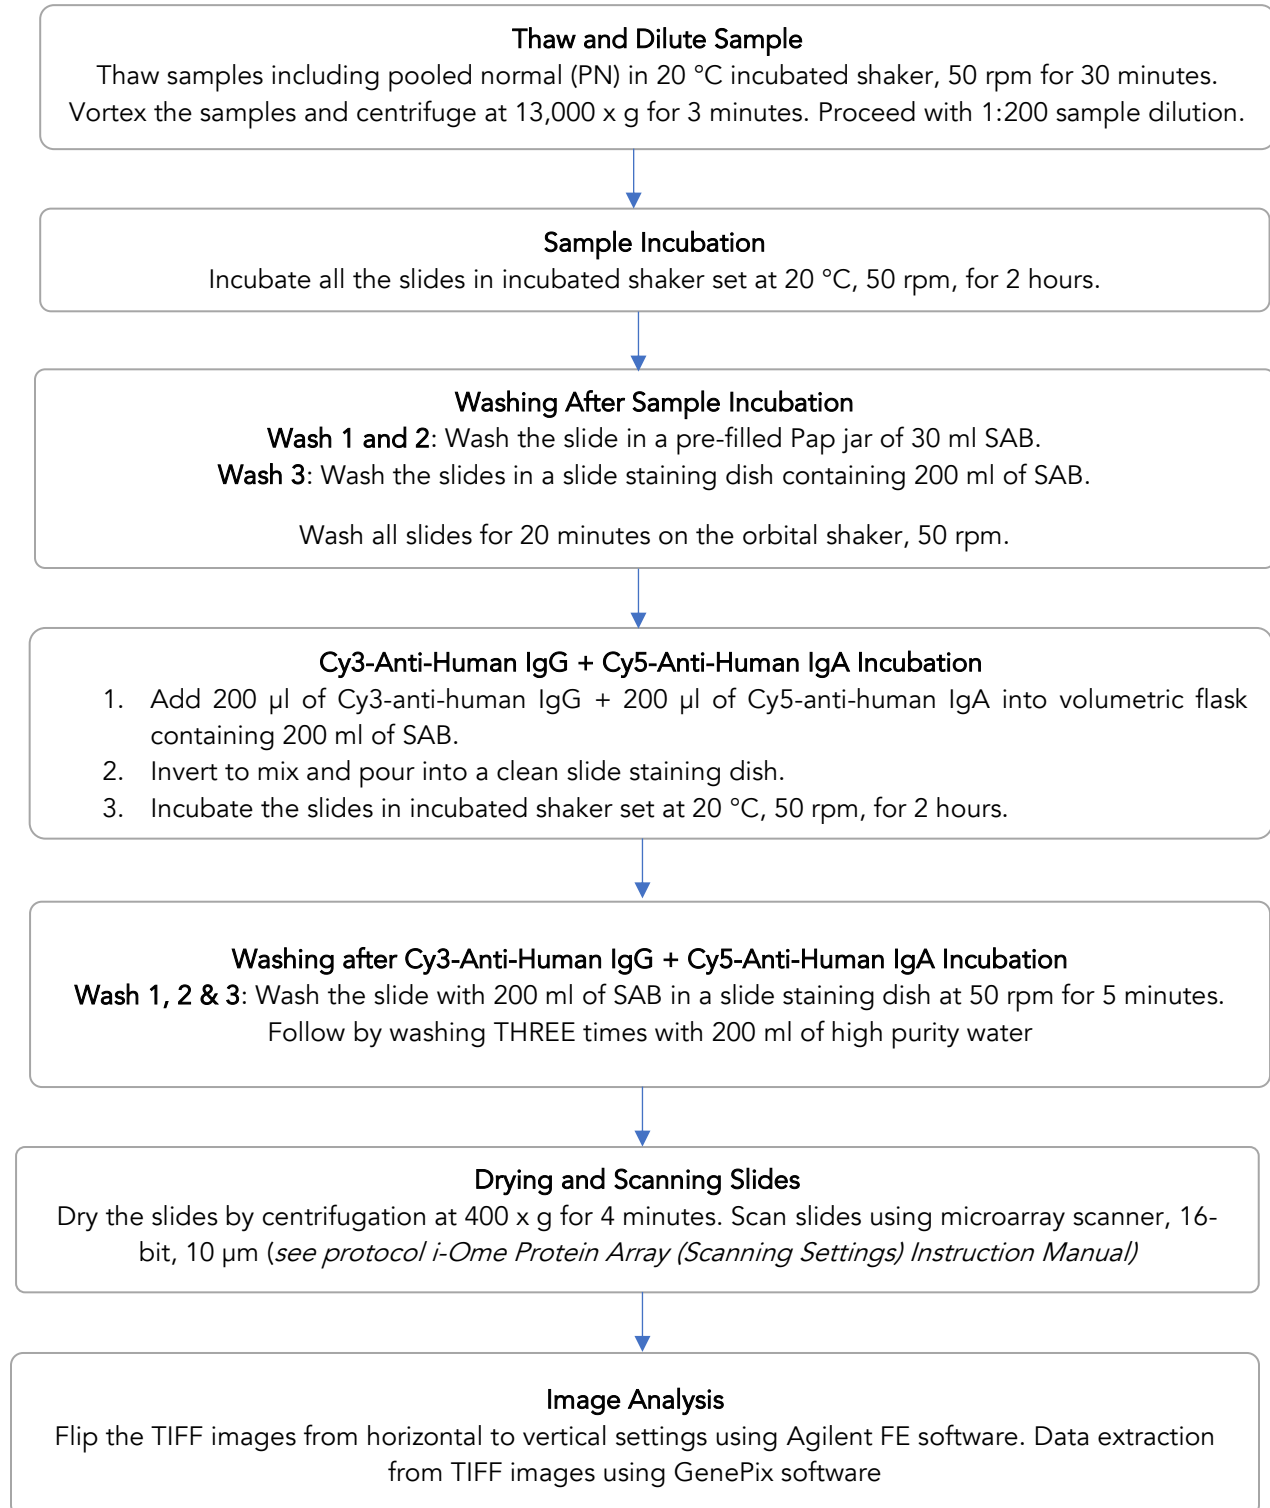 Thaw and Dilute Sample
Thaw samples including pooled normal (PN) in 20 °C incubated shaker, 50 rpm for 30 minutes.
Vortex the samples and centrifuge at 13,000 x g for 3 minutes. Proceed with 1:200 sample dilution.
Sample Incubation
Incubate all the slides in incubated shaker set at 20 °C, 50 rpm, for 2 hours.
Washing After Sample Incubation
Wash 1 and 2: Wash the slide in a pre-filled Pap jar of 30 ml SAB.
Wash 3: Wash the slides in a slide staining dish containing 200 ml of SAB.
Wash all slides for 20 minutes on the orbital shaker, 50 rpm.
Cy3-Anti-Human IgG + Cy5-Anti-Human IgA Incubation
1. Add 200 µl of Cy3-anti-human IgG + 200 µl of Cy5-anti-human IgA into volumetric flask
containing 200 ml of SAB.
2. Invert to mix and pour into a clean slide staining dish.
3. Incubate the slides in incubated shaker set at 20 °C, 50 rpm, for 2 hours.
Washing after Cy3-Anti-Human IgG + Cy5-Anti-Human IgA Incubation
Wash 1, 2 & 3: Wash the slide with 200 ml of SAB in a slide staining dish at 50 rpm for 5 minutes.
Follow by washing THREE times with 200 ml of high purity water
Drying and Scanning Slides
Dry the slides by centrifugation at 400 x g for 4 minutes. Scan slides using microarray scanner, 16-
bit, 10 µm (see protocol i-Ome Protein Array (Scanning Settings) Instruction Manual)
Image Analysis
Flip the TIFF images from horizontal to vertical settings using Agilent FE software. Data extraction
from TIFF images using GenePix software